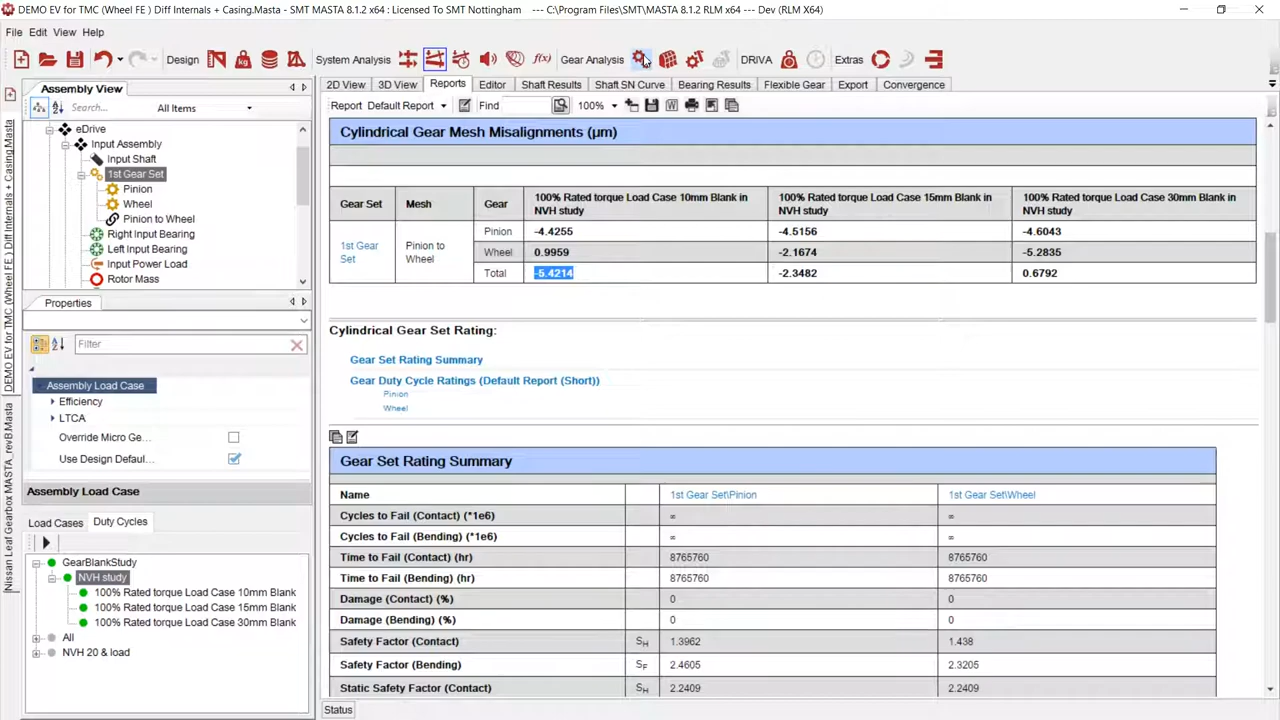 DEMO EV for TMC (Wheel FE ) Diff Internals + Casing.Masta - SMT MASTA 8.1.2 x64 : Licensed To SMT Nottingham --- C:\Program Files\SMT\MASTA 8.1.2 RLM x64 - Dev (RLM X64)
File Edit View Help
Design System Analysis f(x) Gear Analysis DRIVA Extras
Assembly View
Search... All Items
eDrive
Input Assembly
Input Shaft
1st Gear Set
Pinion
Wheel
Pinion to Wheel
Right Input Bearing
Left Input Bearing
Input Power Load
Rotor Mass
Properties
Filter
Assembly Load Case
Efficiency
LTCA
Override Micro Ge...
Use Design Defaul...
Assembly Load Case
Load Cases Duty Cycles
GearBlankStudy
NVH study
100% Rated torque Load Case 10mm Blank
100% Rated torque Load Case 15mm Blank
100% Rated torque Load Case 30mm Blank
All
NVH 20 & load
DEMO EV for TMC (Wheel FE ) Diff Internals + Casing.Masta
Nissan Leaf Gearbox MASTA_revB.Masta
2D View 3D View Reports Editor Shaft Results Shaft SN Curve Bearing Results Flexible Gear Export Convergence
Report Default Report Find 100%
Cylindrical Gear Mesh Misalignments (µm)
Gear Set Mesh Gear 100% Rated torque Load Case 10mm Blank in NVH study 100% Rated torque Load Case 15mm Blank in NVH study 100% Rated torque Load Case 30mm Blank in NVH study
1st Gear Set Pinion to Wheel
Pinion -4.4255 -4.5156 -4.6043
Wheel 0.9959 -2.1674 -5.2835
Total -5.4214 -2.3482 0.6792
Cylindrical Gear Set Rating:
Gear Set Rating Summary
Gear Duty Cycle Ratings (Default Report (Short))
Pinion
Wheel
Gear Set Rating Summary
Name 1st Gear Set\Pinion 1st Gear Set\Wheel
Cycles to Fail (Contact) (*1e6) ∞ ∞
Cycles to Fail (Bending) (*1e6) ∞ ∞
Time to Fail (Contact) (hr) 8765760 8765760
Time to Fail (Bending) (hr) 8765760 8765760
Damage (Contact) (%) 0 0
Damage (Bending) (%) 0 0
Safety Factor (Contact) SH 1.3962 1.438
Safety Factor (Bending) SF 2.4605 2.3205
Static Safety Factor (Contact) SH 2.2409 2.2409
Status